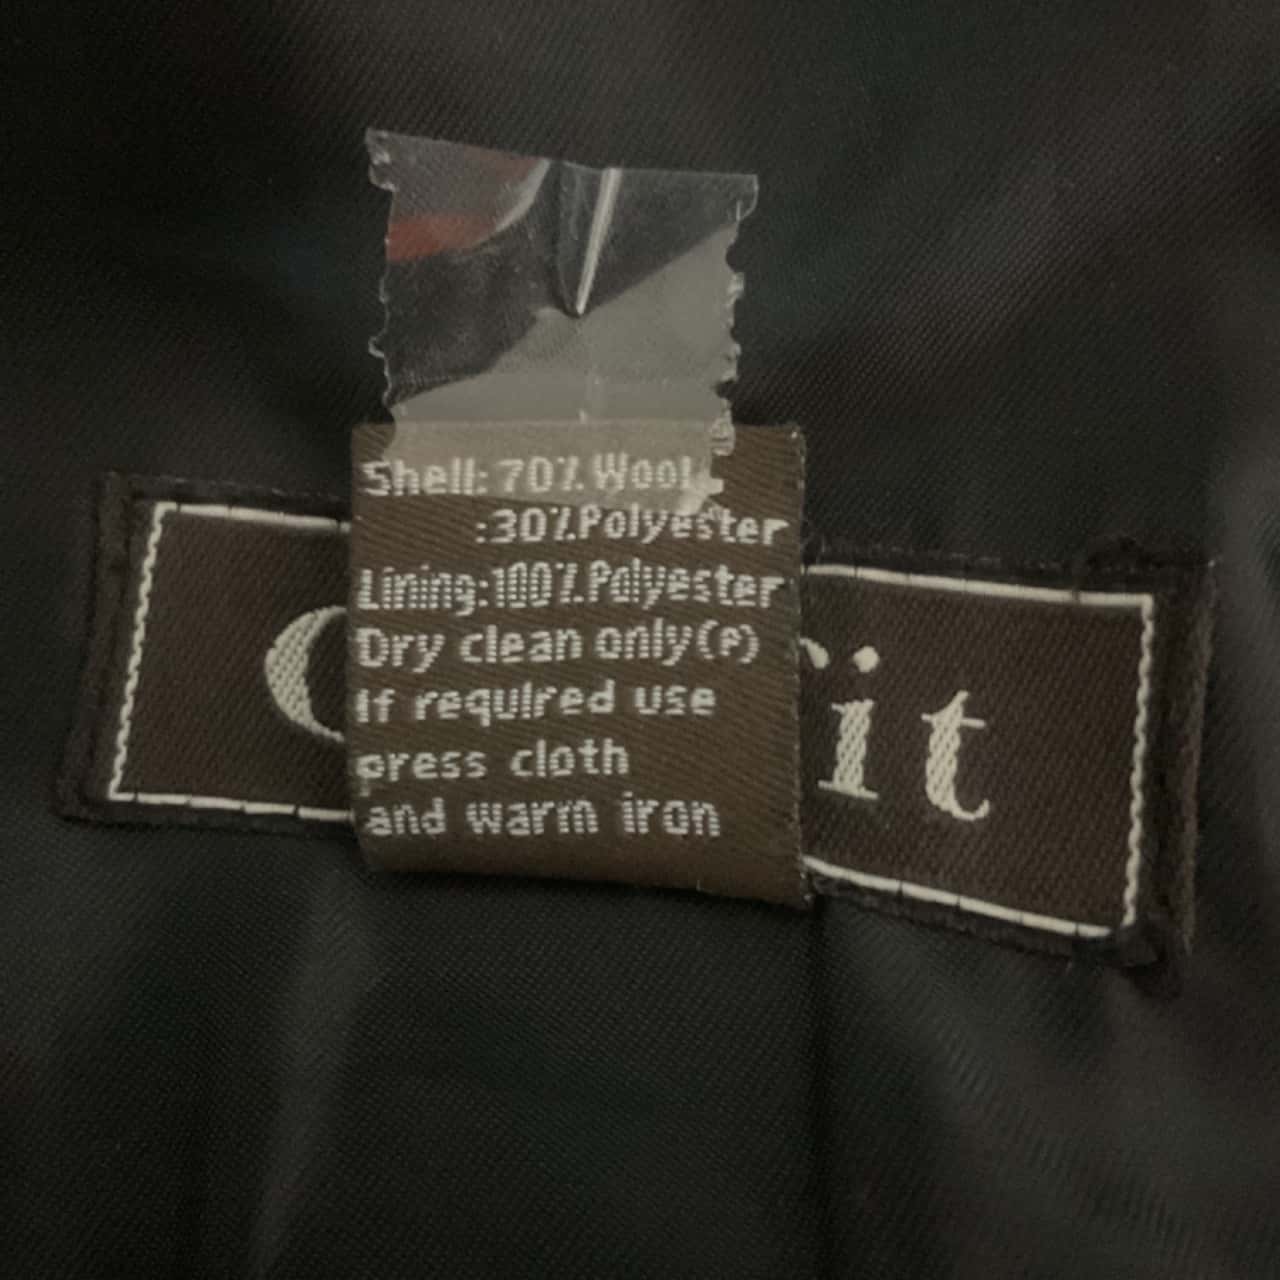 Shell: 70% Wool
:30% Polyester
Lining:100% Polyester
Dry clean only(P)
If required use
press cloth
and warm iron